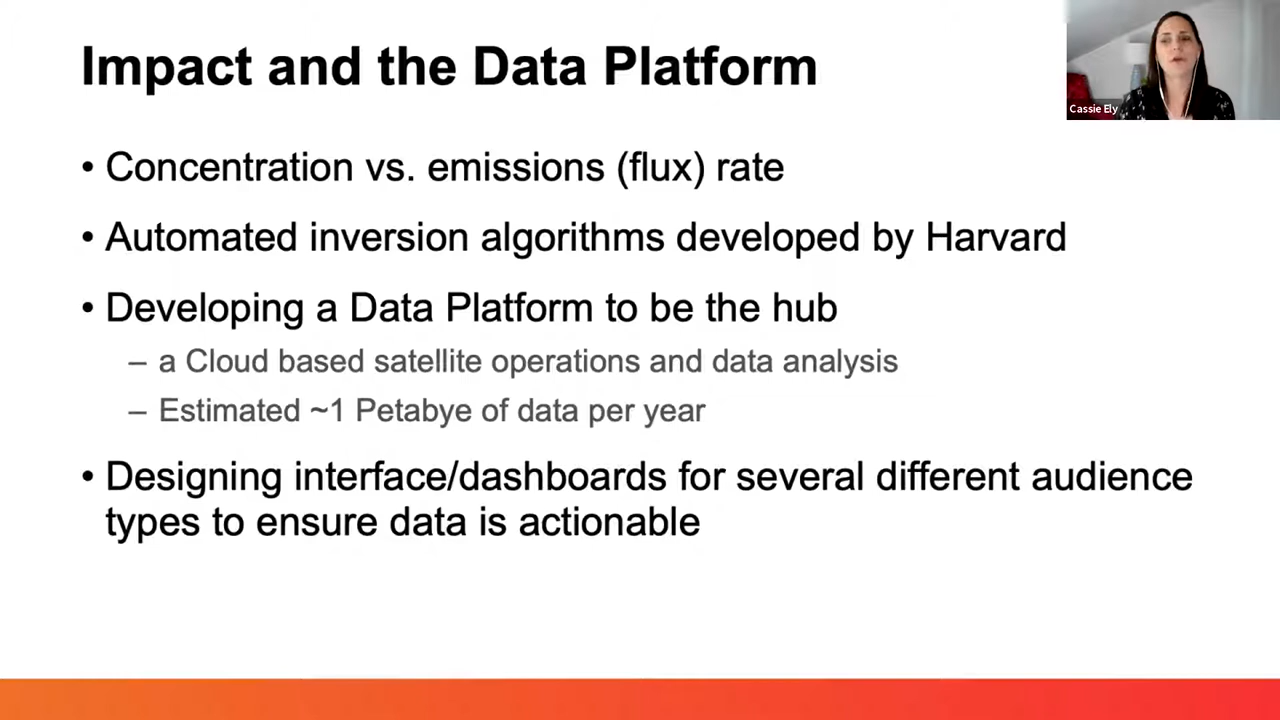 Impact and the Data Platform
Cassie Ely
• Concentration vs. emissions (flux) rate
• Automated inversion algorithms developed by Harvard
• Developing a Data Platform to be the hub
– a Cloud based satellite operations and data analysis
– Estimated ~1 Petabye of data per year
• Designing interface/dashboards for several different audience
types to ensure data is actionable